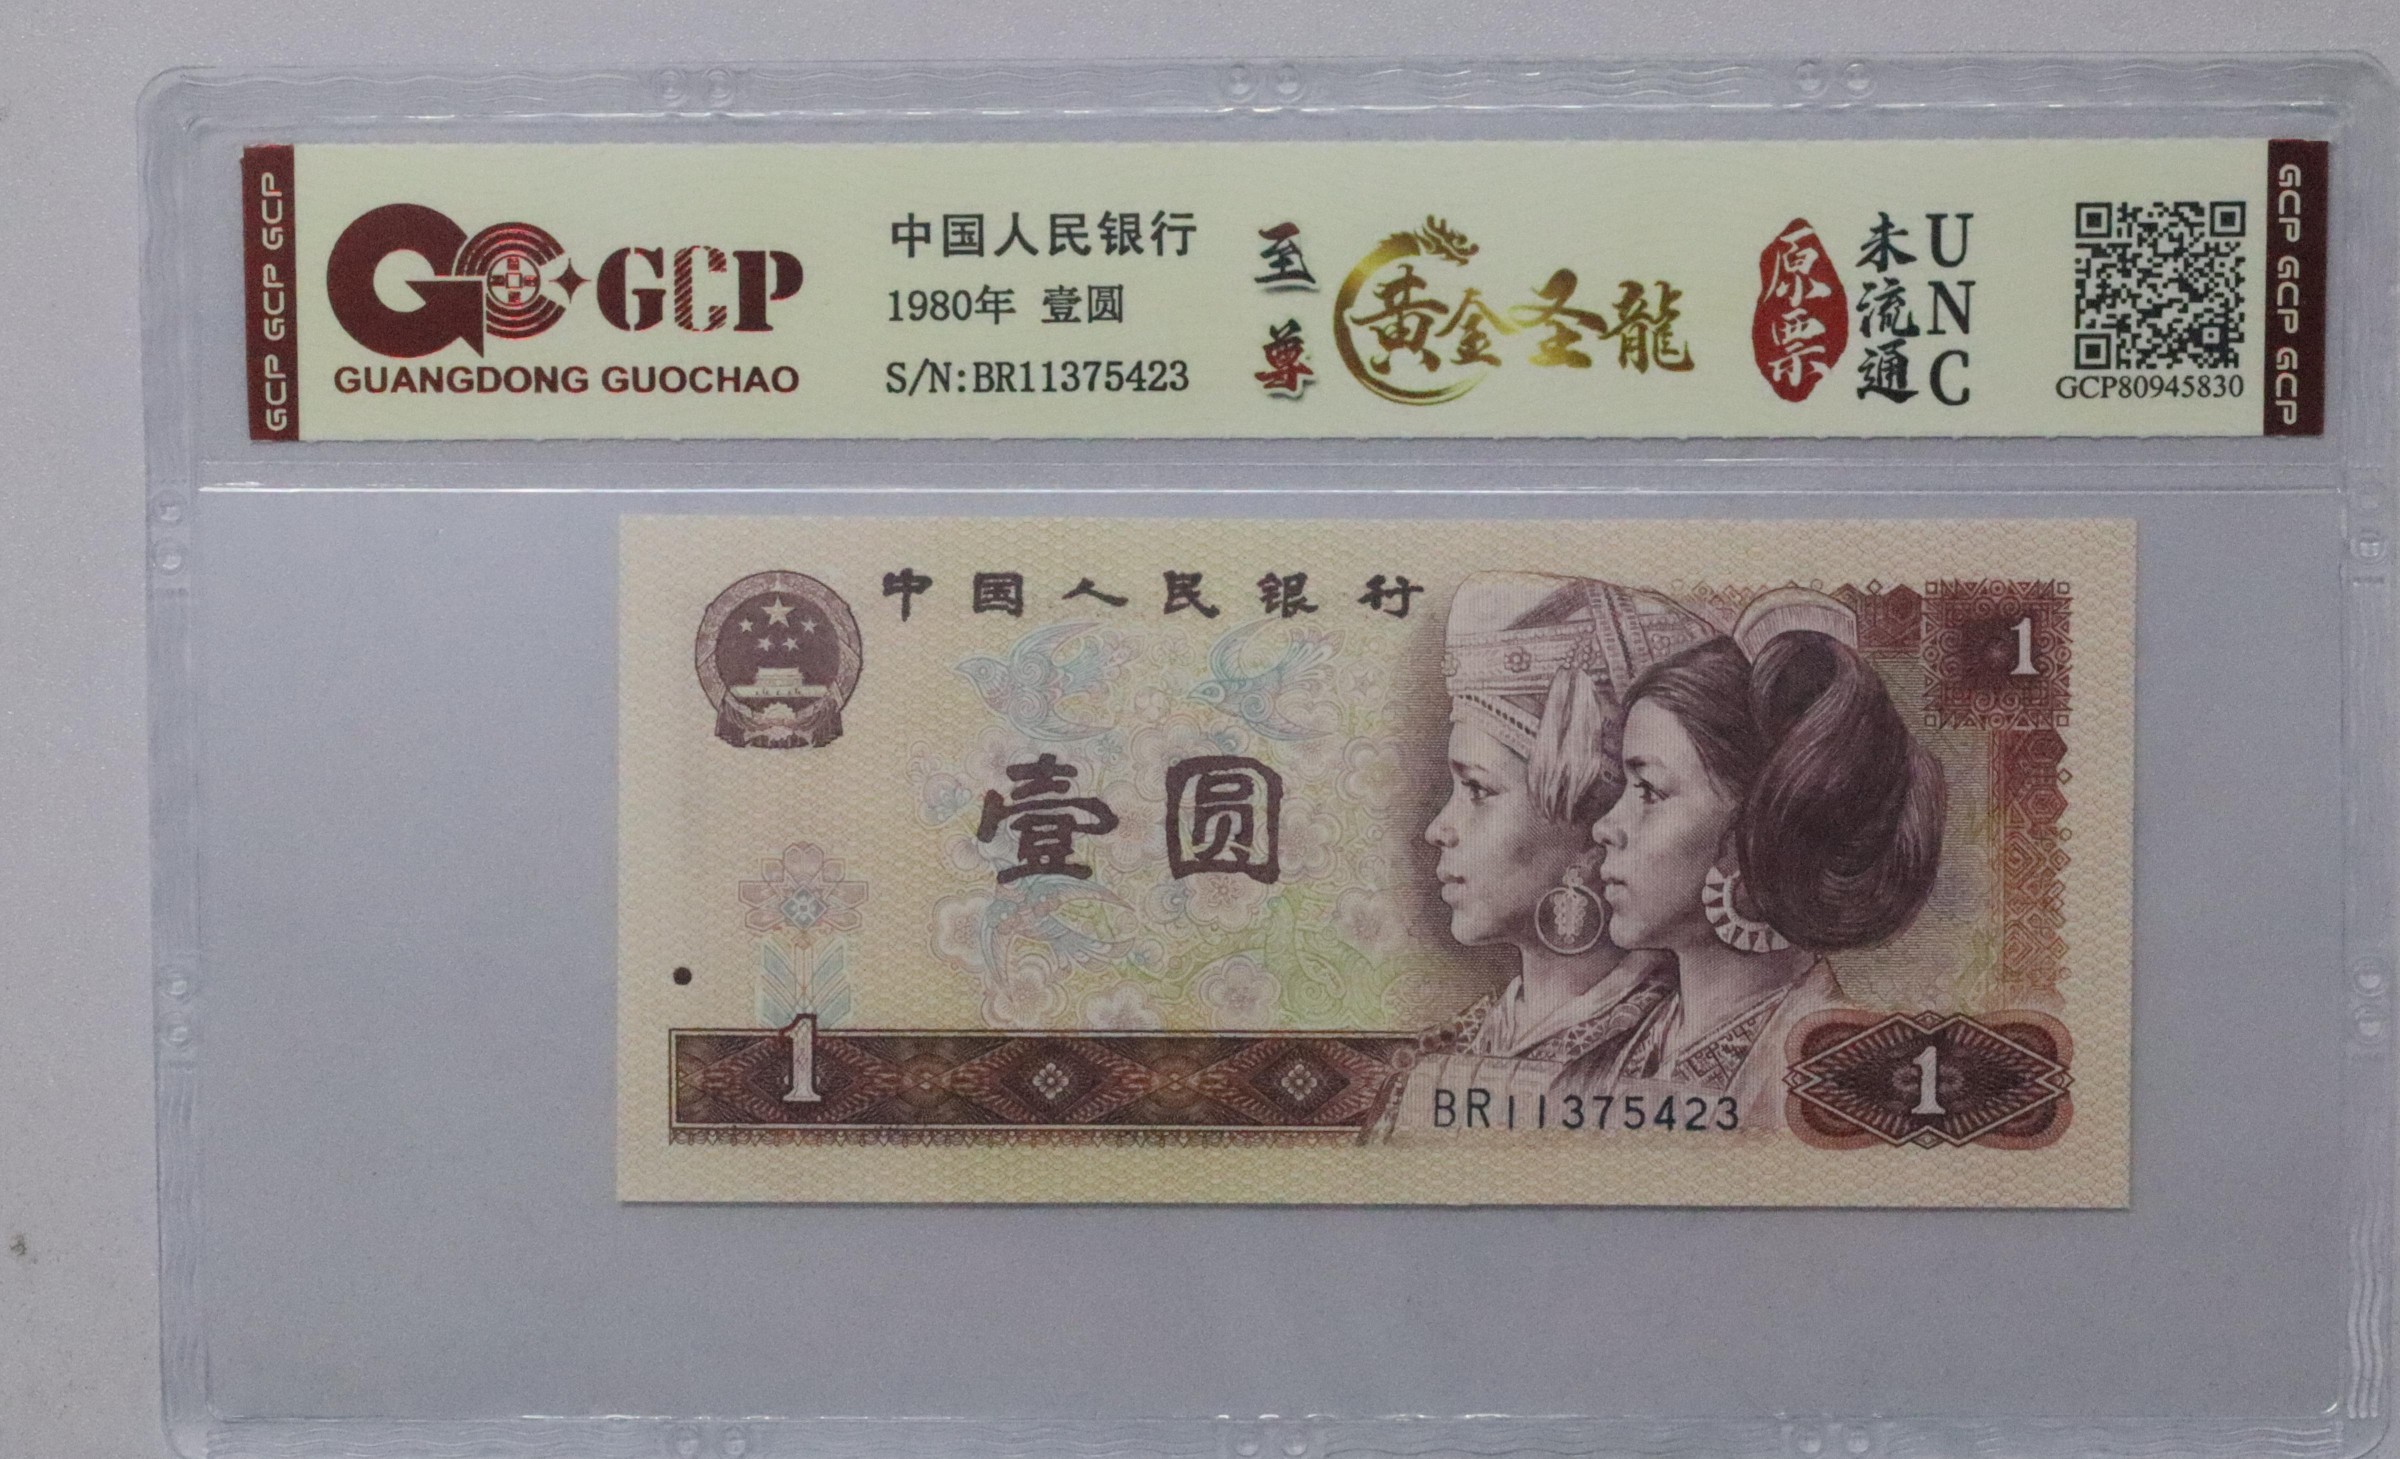 GCP GCP GCP
GCP
GUANGDONG GUOCHAO
中国人民银行
1980年 壹圆
S/N:BR11375423
至尊
黄金圣龍
原票
未流通
UNC
GCP80945830
GCP GCP GCP
中国人民银行
1
壹圆
1
BR11375423
1